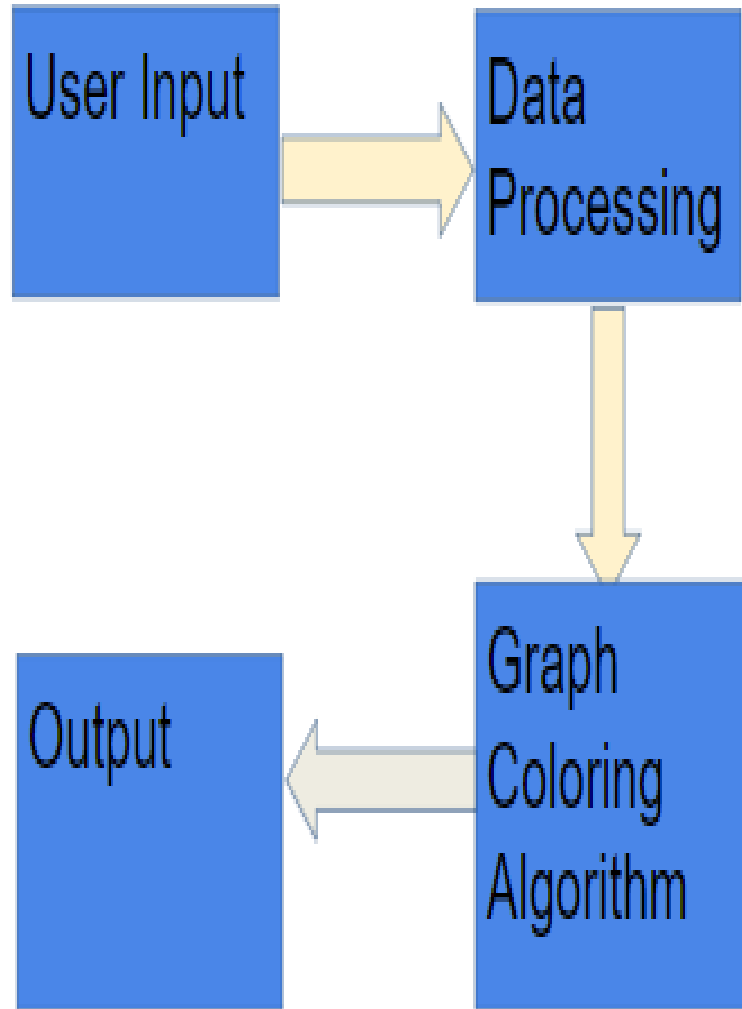 User Input
Data
Processing
Graph
Coloring
Algorithm
Output